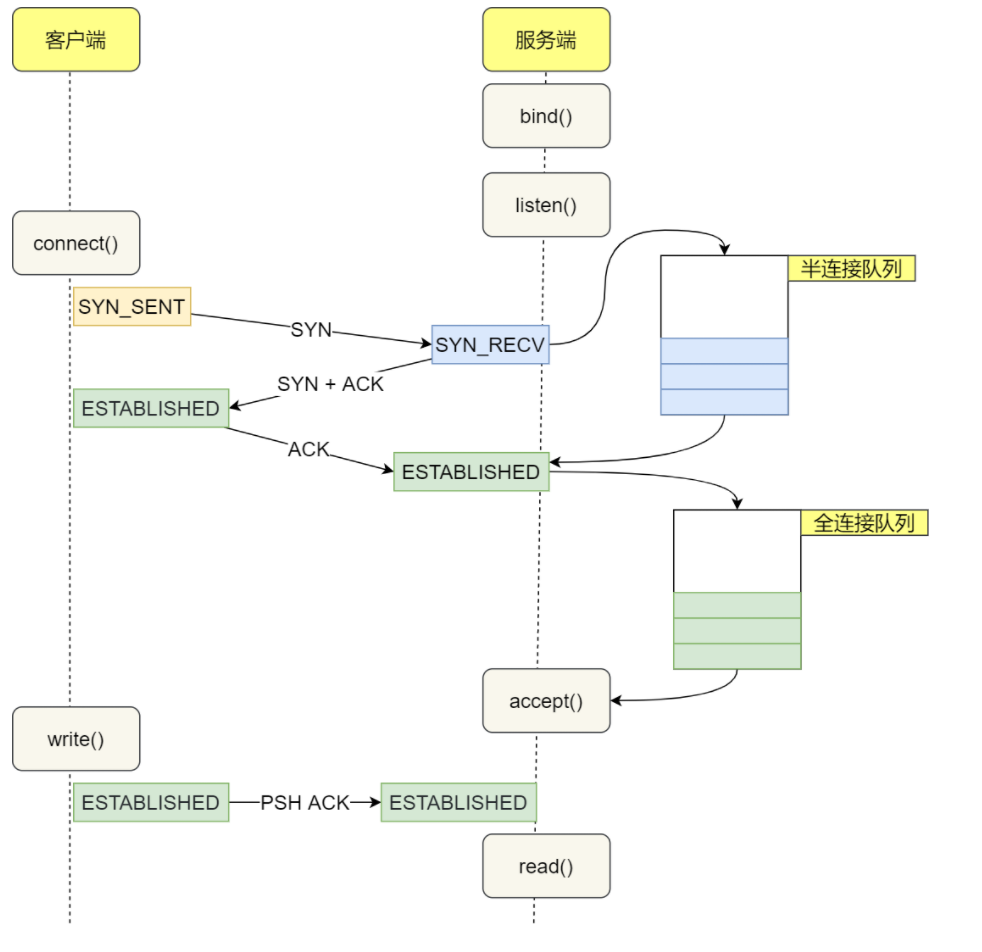 客户端
服务端
bind()
listen()
connect()
半连接队列
SYN_SENT
SYN
SYN_RECV
SYN + ACK
ESTABLISHED
ACK
ESTABLISHED
全连接队列
accept()
write()
ESTABLISHED
PSH ACK
ESTABLISHED
read()